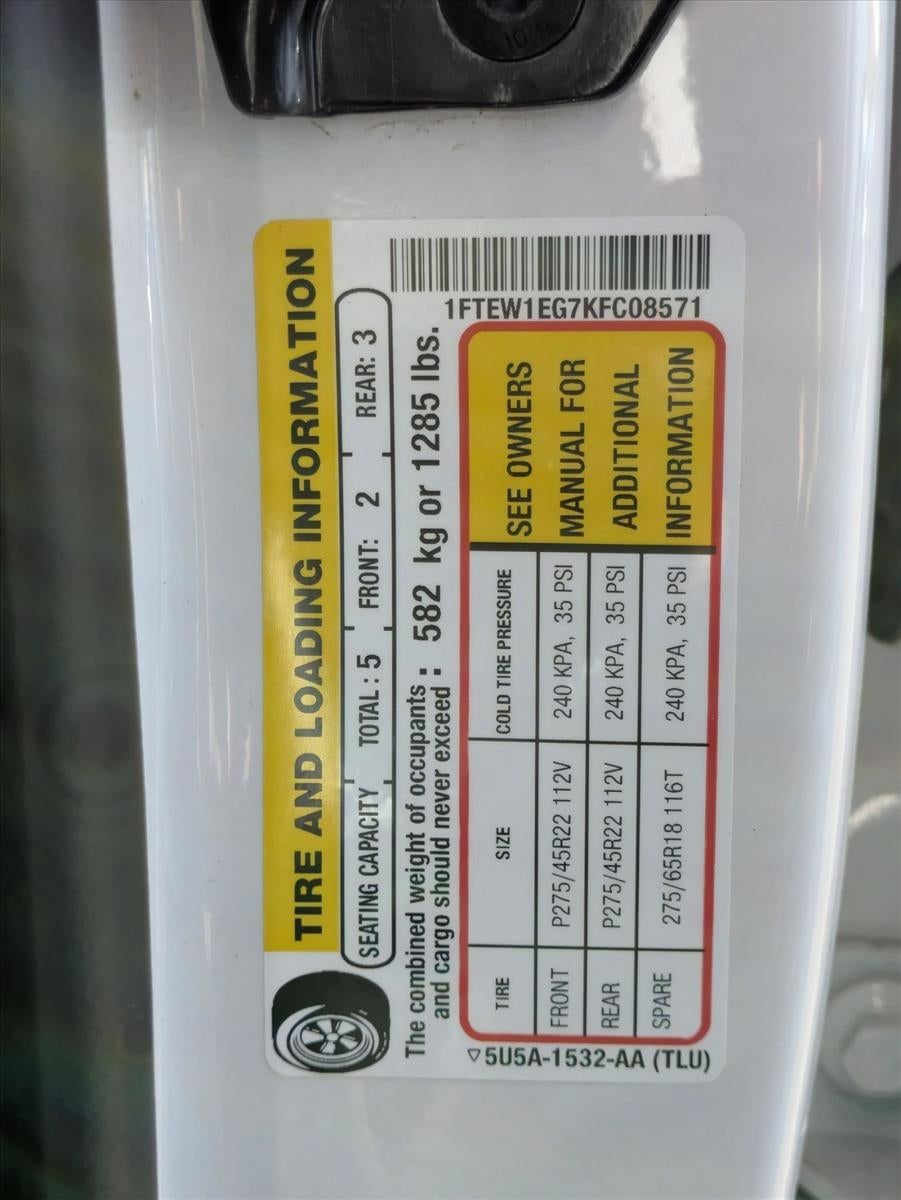 10.9
TIRE AND LOADING INFORMATION
SEATING CAPACITY TOTAL : 5 FRONT: 2 REAR: 3
The combined weight of occupants
and cargo should never exceed : 582 kg or 1285 lbs.
TIRE SIZE COLD TIRE PRESSURE
FRONT P275/45R22 112V 240 KPA, 35 PSI
REAR P275/45R22 112V 240 KPA, 35 PSI
SPARE 275/65R18 116T 240 KPA, 35 PSI
SEE OWNERS
MANUAL FOR
ADDITIONAL
INFORMATION
5U5A-1532-AA (TLU)
1FTEW1EG7KFC08571